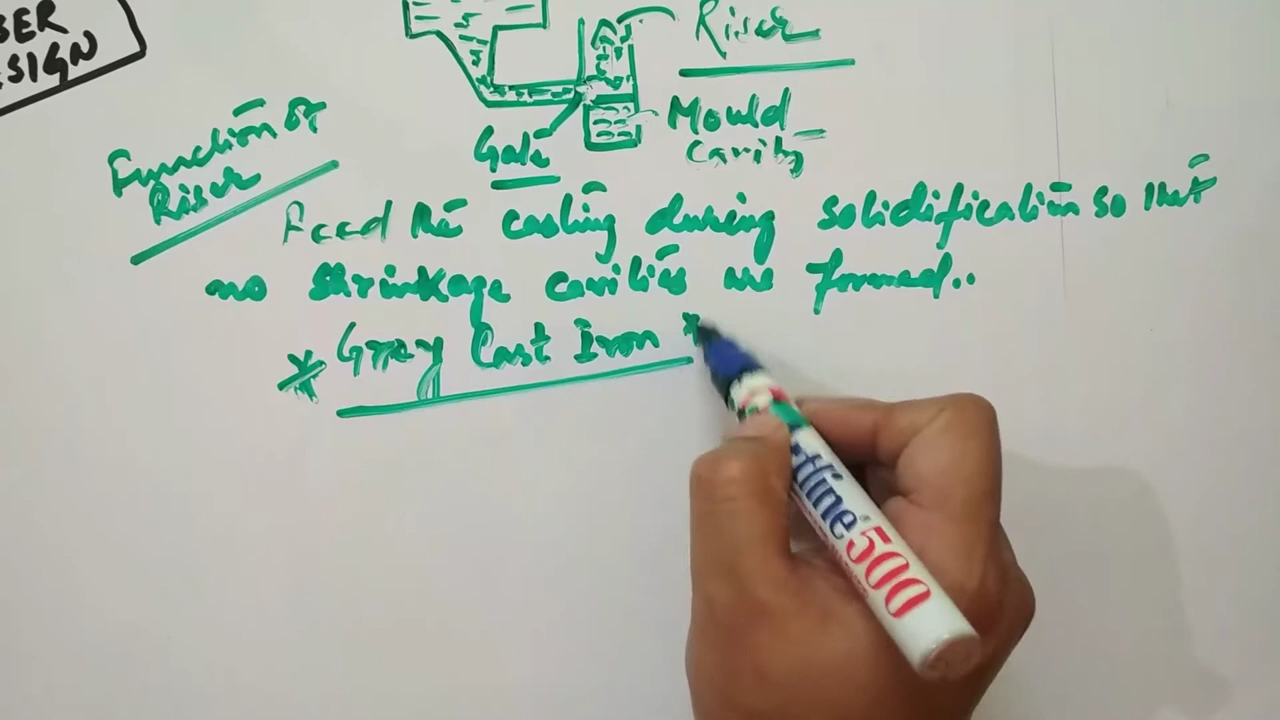 SER
SIGN
Riser
Mould
cavity
Gate
Function of
Riser
Feed the casting during solidification so that
no shrinkage cavities are formed..
* Grey Cast Iron *
artline 500